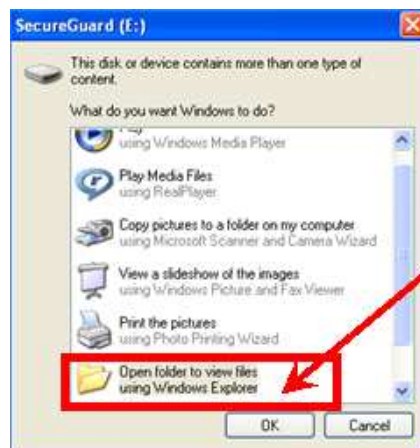 SecureGuard (E:)
This disk or device contains more than one type of
content.
What do you want Windows to do?
Play
using Windows Media Player
Play Media Files
using RealPlayer
Copy pictures to a folder on my computer
using Microsoft Scanner and Camera Wizard
View a slideshow of the images
using Windows Picture and Fax Viewer
Print the pictures
using Photo Printing Wizard
Open folder to view files
using Windows Explorer
OK
Cancel